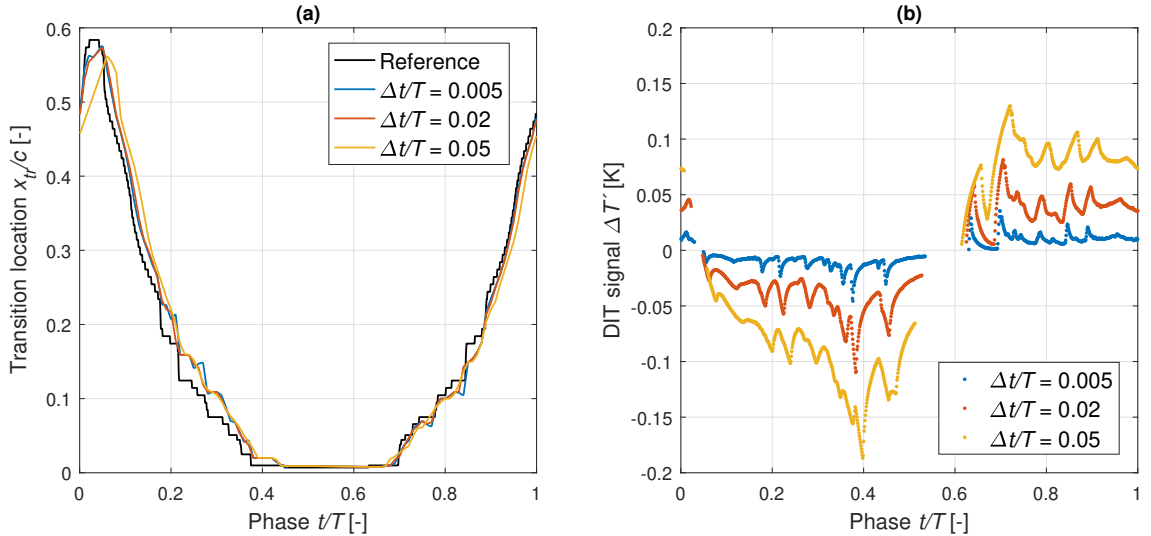 (a)
Transition location x_tr/c [-]
0.6
0.5
0.4
0.3
0.2
0.1
0
Reference
Δt/T = 0.005
Δt/T = 0.02
Δt/T = 0.05
0 0.2 0.4 0.6 0.8 1
Phase t/T [-]
(b)
DIT signal ΔT´ [K]
0.2
0.15
0.1
0.05
0
-0.05
-0.1
-0.15
-0.2
Δt/T = 0.005
Δt/T = 0.02
Δt/T = 0.05
0 0.2 0.4 0.6 0.8 1
Phase t/T [-]